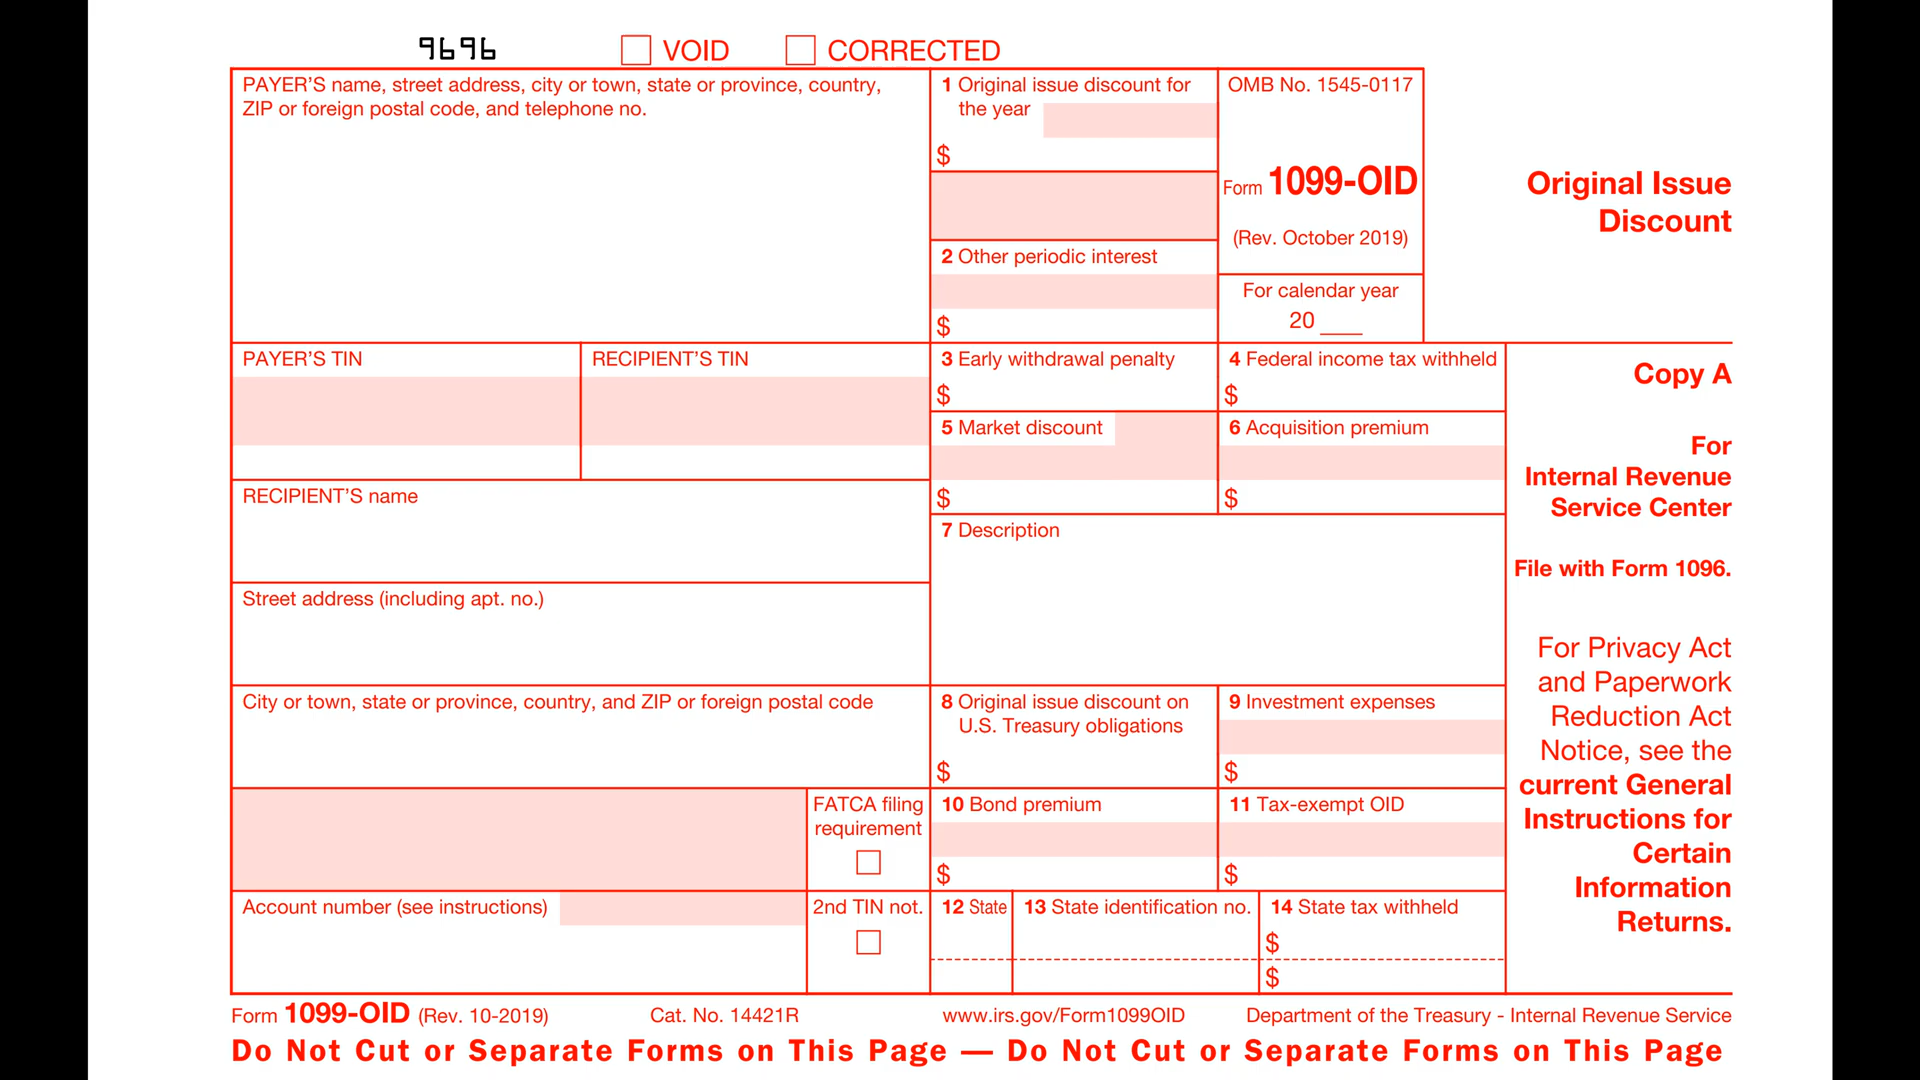 9696 VOID CORRECTED
PAYER'S name, street address, city or town, state or province, country,
ZIP or foreign postal code, and telephone no.
1 Original issue discount for
the year
$
OMB No. 1545-0117
Form 1099-OID
(Rev. October 2019)
For calendar year
20 ____
Original Issue
Discount
2 Other periodic interest
$
PAYER'S TIN
RECIPIENT'S TIN
3 Early withdrawal penalty
$
4 Federal income tax withheld
$
Copy A
For
Internal Revenue
Service Center
File with Form 1096.
For Privacy Act
and Paperwork
Reduction Act
Notice, see the
current General
Instructions for
Certain
Information
Returns.
5 Market discount
$
6 Acquisition premium
$
RECIPIENT'S name
7 Description
Street address (including apt. no.)
City or town, state or province, country, and ZIP or foreign postal code
8 Original issue discount on
U.S. Treasury obligations
$
9 Investment expenses
$
FATCA filing
requirement
10 Bond premium
$
11 Tax-exempt OID
$
Account number (see instructions)
2nd TIN not.
12 State
13 State identification no.
14 State tax withheld
$
$
Form 1099-OID (Rev. 10-2019) Cat. No. 14421R www.irs.gov/Form1099OID Department of the Treasury - Internal Revenue Service
Do Not Cut or Separate Forms on This Page — Do Not Cut or Separate Forms on This Page